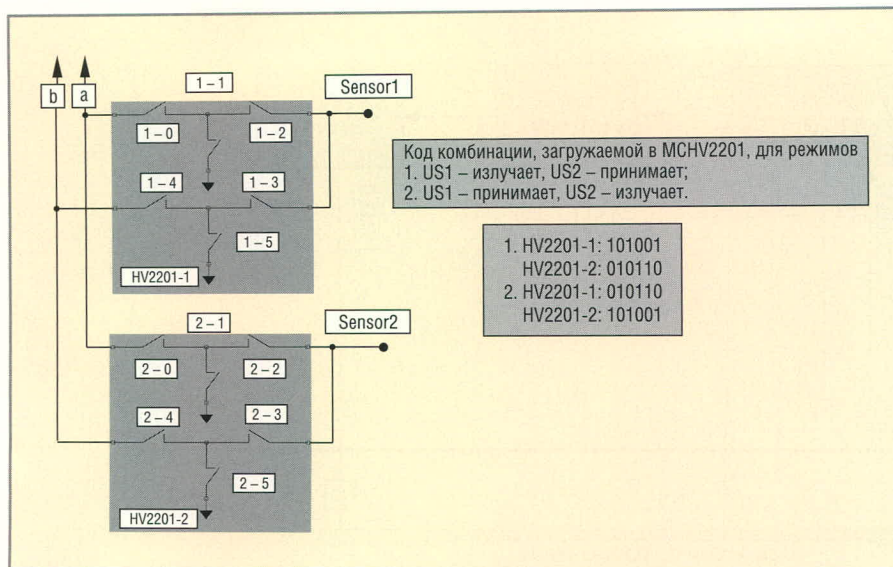 b
a
1 – 1
Sensor1
1 – 0
1 – 2
1 – 4
1 – 3
1 – 5
HV2201-1
2 – 1
Sensor2
2 – 0
2 – 2
2 – 4
2 – 3
2 – 5
HV2201-2
Код комбинации, загружаемой в MCHV2201, для режимов
1. US1 – излучает, US2 – принимает;
2. US1 – принимает, US2 – излучает.
1. HV2201-1: 101001
HV2201-2: 010110
2. HV2201-1: 010110
HV2201-2: 101001